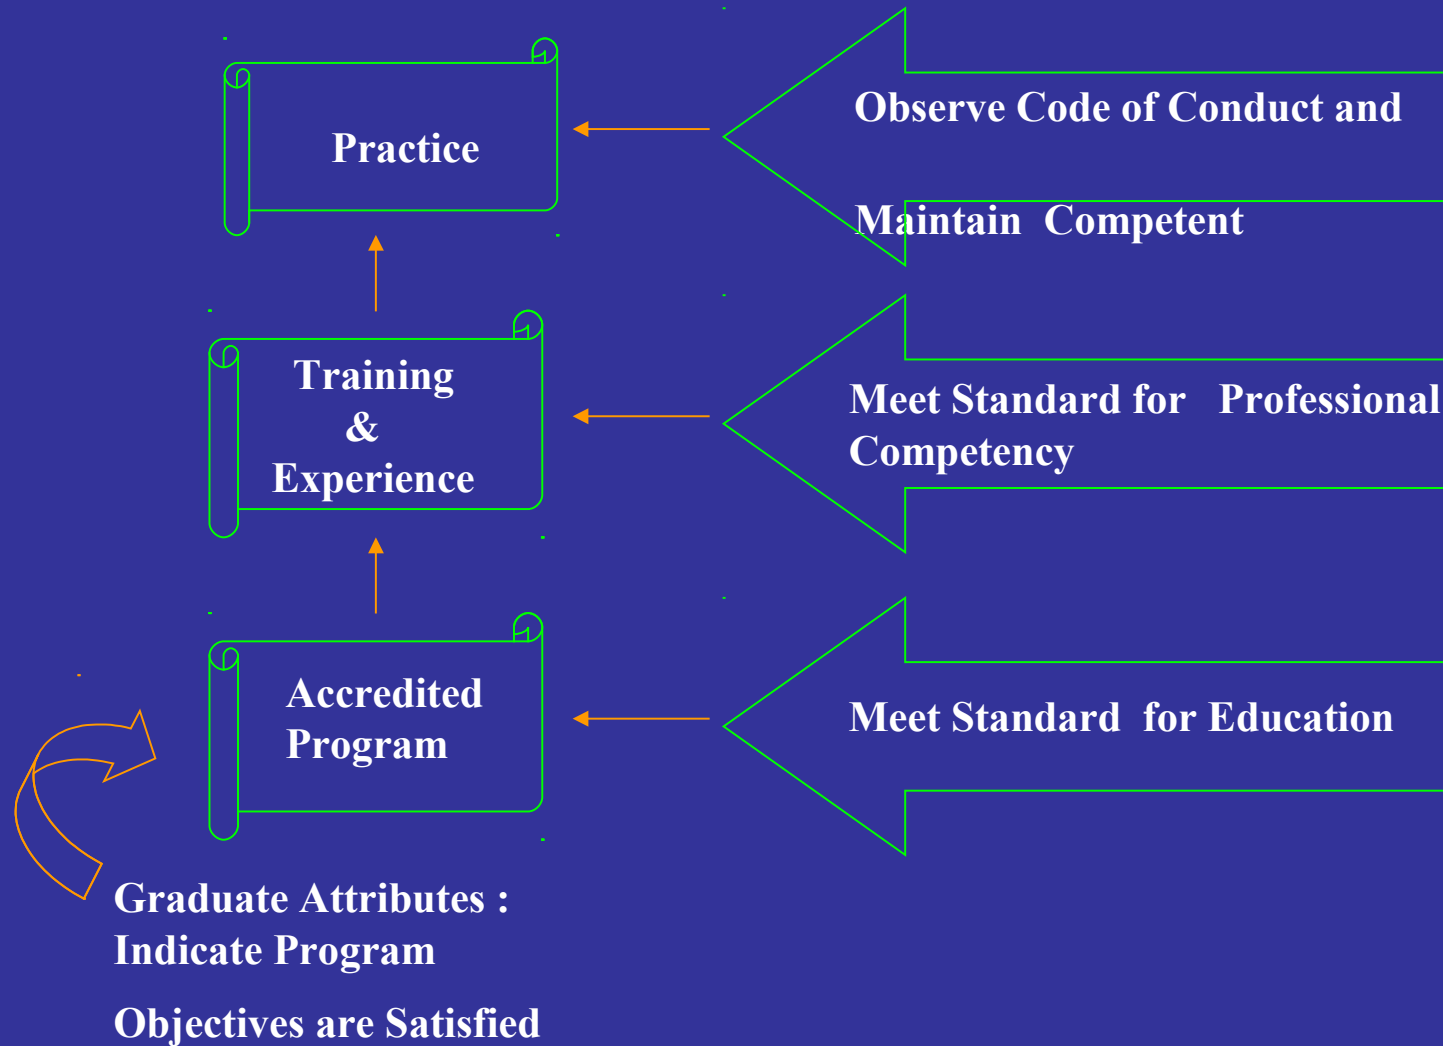 Practice
Observe Code of Conduct and
Maintain Competent
Training
&
Experience
Meet Standard for Professional
Competency
Accredited
Program
Meet Standard for Education
Graduate Attributes :
Indicate Program
Objectives are Satisfied